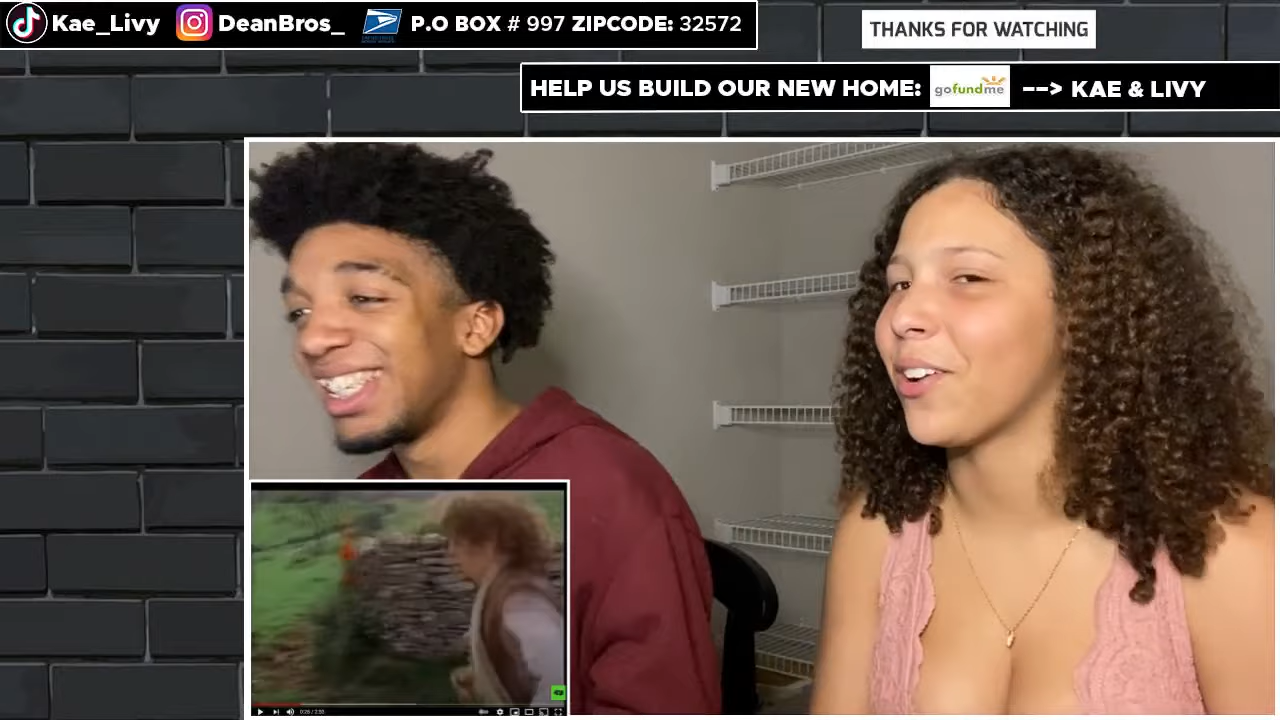 Kae_Livy DeanBros_ P.O BOX # 997 ZIPCODE: 32572
THANKS FOR WATCHING
HELP US BUILD OUR NEW HOME: gofundme --> KAE & LIVY